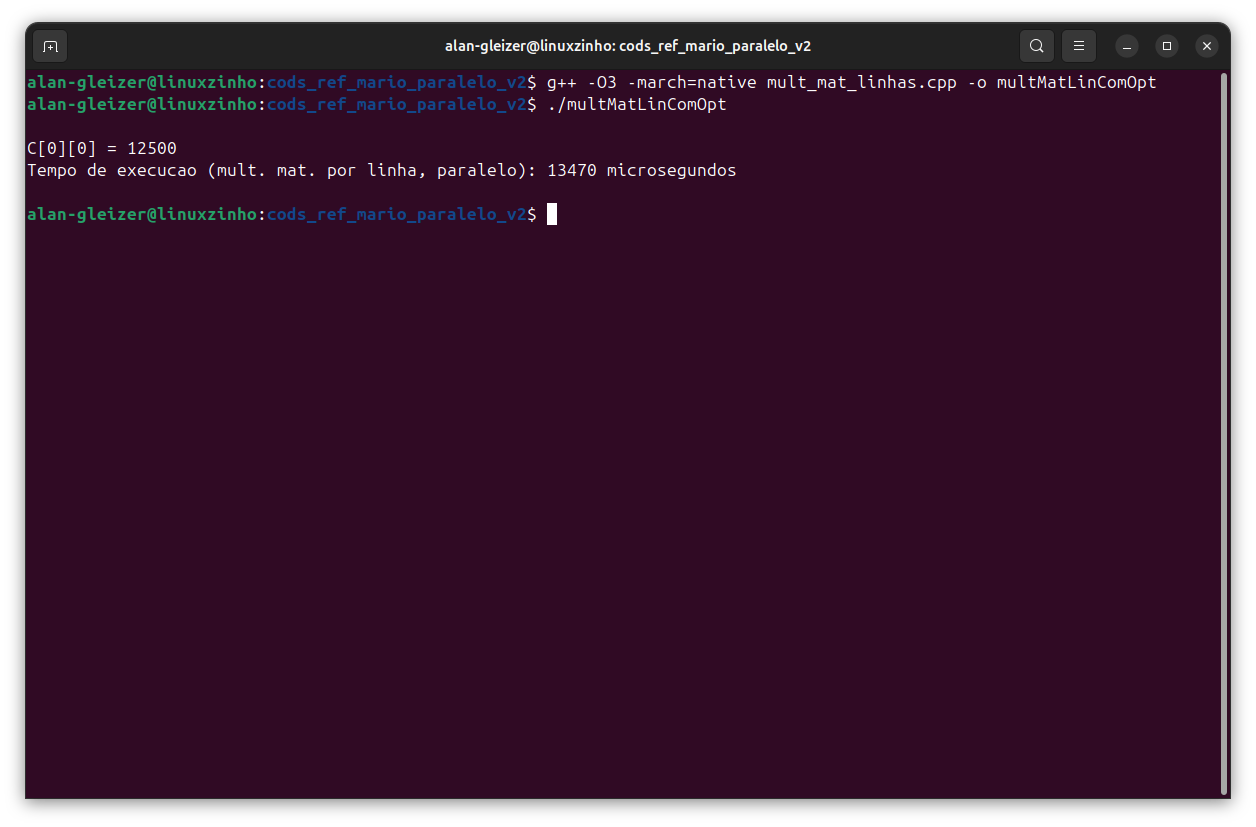 alan-gleizer@linuxzinho: cods_ref_mario_paralelo_v2
alan-gleizer@linuxzinho:cods_ref_mario_paralelo_v2$ g++ -O3 -march=native mult_mat_linhas.cpp -o multMatLinComOpt
alan-gleizer@linuxzinho:cods_ref_mario_paralelo_v2$ ./multMatLinComOpt
C[0][0] = 12500
Tempo de execucao (mult. mat. por linha, paralelo): 13470 microsegundos
alan-gleizer@linuxzinho:cods_ref_mario_paralelo_v2$